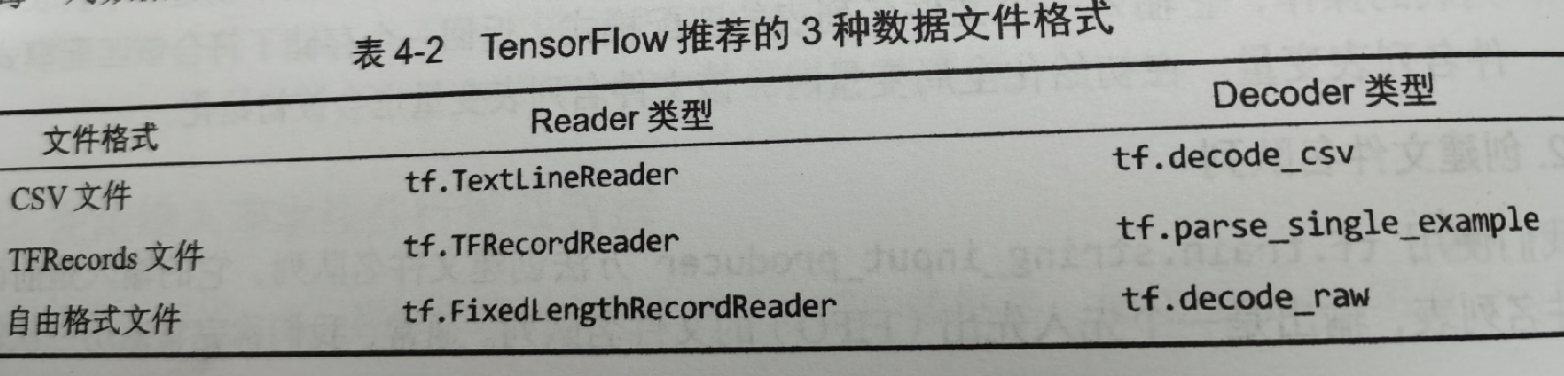 表 4-2 TensorFlow 推荐的 3 种数据文件格式
文件格式 Reader 类型 Decoder 类型
CSV 文件 tf.TextLineReader tf.decode_csv
TFRecords 文件 tf.TFRecordReader tf.parse_single_example
自由格式文件 tf.FixedLengthRecordReader tf.decode_raw